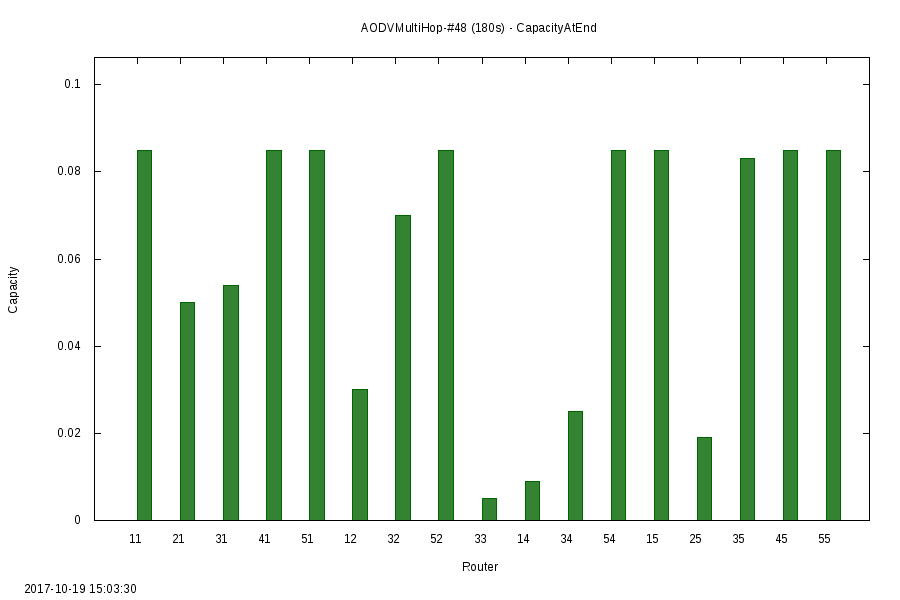 AODVMultiHop-#48 (180s) - CapacityAtEnd
0.1
0.08
0.06
0.04
0.02
0
Capacity
11 21 31 41 51 12 32 52 33 14 34 54 15 25 35 45 55
Router
2017-10-19 15:03:30